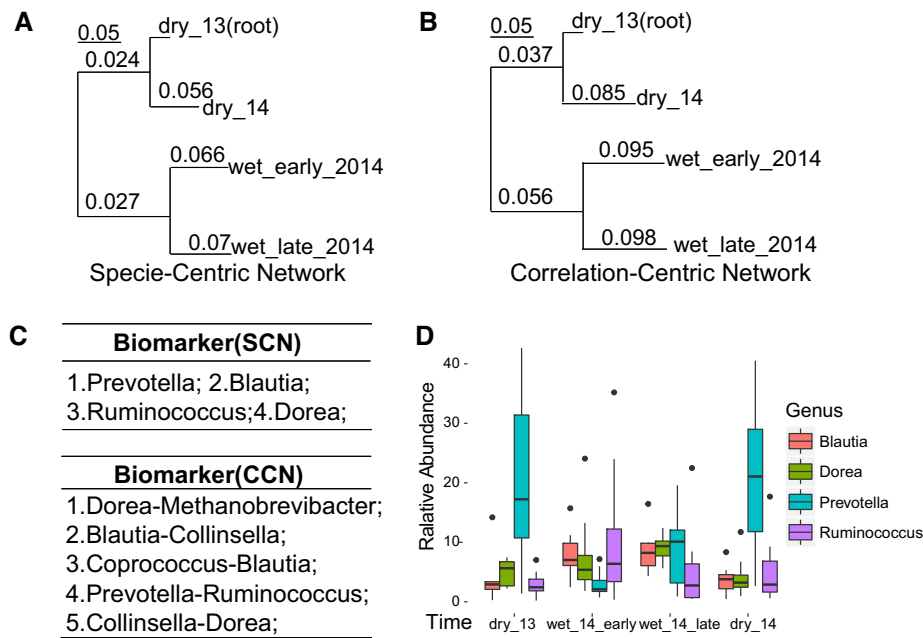 A
0.05
dry_13(root)
0.024
0.056
dry_14
0.066
wet_early_2014
0.027
0.07
wet_late_2014
Specie-Centric Network
B
0.05
dry_13(root)
0.037
0.085
dry_14
0.095
wet_early_2014
0.056
0.098
wet_late_2014
Correlation-Centric Network
C
Biomarker(SCN)
1.Prevotella; 2.Blautia;
3.Ruminococcus;4.Dorea;
Biomarker(CCN)
1.Dorea-Methanobrevibacter;
2.Blautia-Collinsella;
3.Coprococcus-Blautia;
4.Prevotella-Ruminococcus;
5.Collinsella-Dorea;
D
Ralative Abundance
40 -
30 -
20 -
10 -
0 -
Time
dry_13 wet_14_early wet_14_late dry_14
Genus
Blautia
Dorea
Prevotella
Ruminococcus